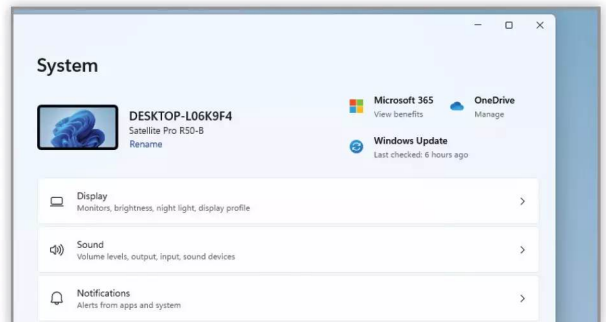 System
DESKTOP-L06K9F4
Satellite Pro R50-B
Rename
Microsoft 365
View benefits
OneDrive
Manage
Windows Update
Last checked: 6 hours ago
Display
Monitors, brightness, night light, display profile
Sound
Volume levels, output, input, sound devices
Notifications
Alerts from apps and system